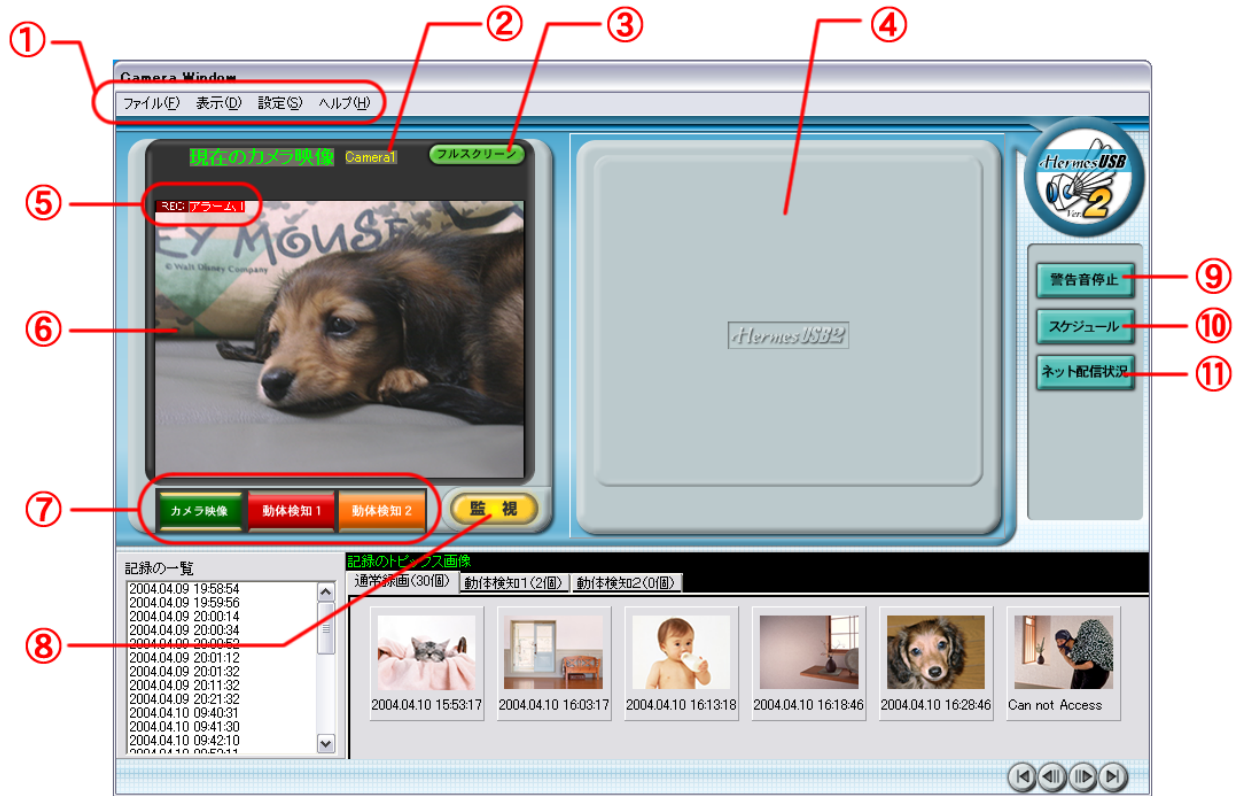 ① ② ③ ④
Camera Window
ファイル(F) 表示(D) 設定(S) ヘルプ(H)
現在のカメラ映像 Camera1 フルスクリーン
HermesUSB
Ver.2
⑤ REC: アラーム、1
EY MOUSE
© Walt Disney Company
警告音停止 ⑨
⑥ HermesUSB2 スケジュール ⑩
ネット配信状況 ⑪
⑦ カメラ映像 動体検知1 動体検知2 監視
記録の一覧
記録のトピックス画像
通常録画(30個) 動体検知1(2個) 動体検知2(0個)
2004.04.09 19:58:54
2004.04.09 19:59:56
2004.04.09 20:00:14
2004.04.09 20:00:34
⑧ 2004.04.09 20:00:52
2004.04.09 20:01:12
2004.04.09 20:01:32
2004.04.09 20:11:32
2004.04.09 20:21:32
2004.04.10 09:40:31
2004.04.10 09:41:30
2004.04.10 09:42:10
2004.04.10 15:53:17 2004.04.10 16:03:17 2004.04.10 16:13:18 2004.04.10 16:18:46 2004.04.10 16:28:46 Can not Access